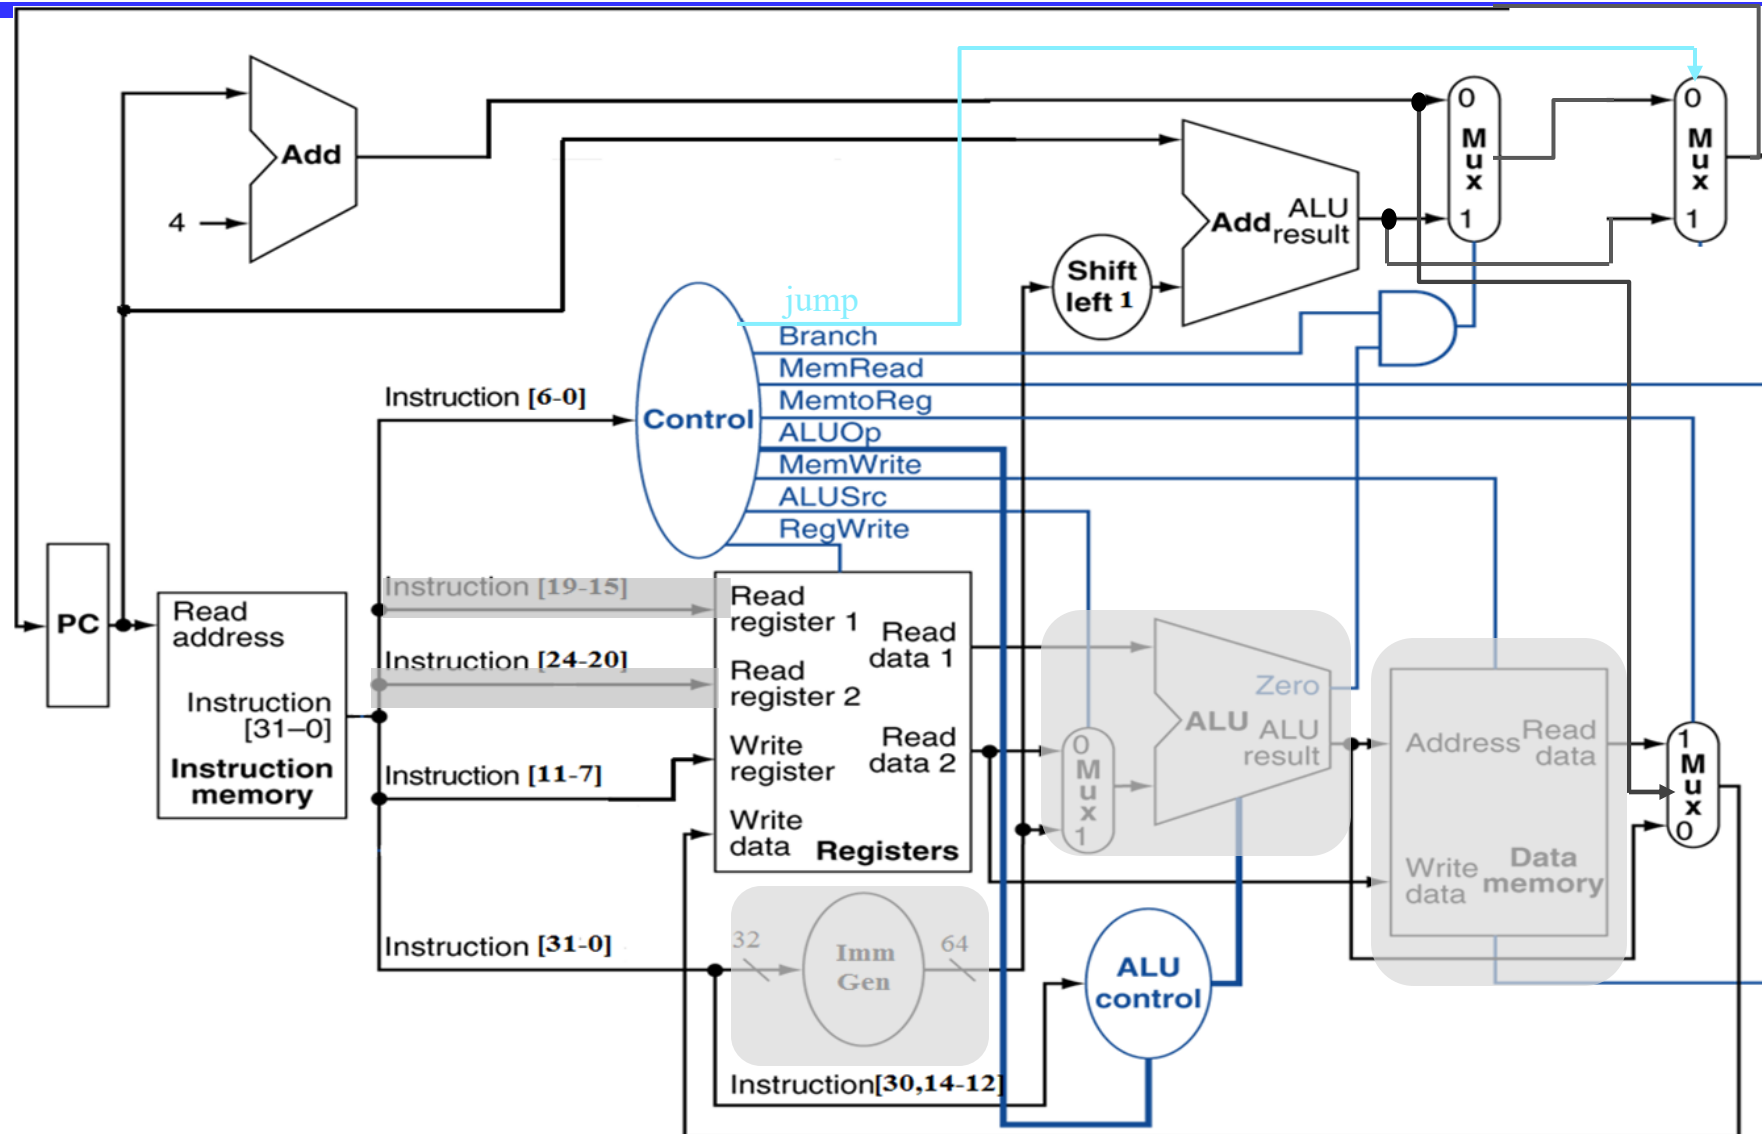 jump
0
M
u
x
1
0
M
u
x
1
Add
4
Add
ALU
result
Shift
left 1
Branch
MemRead
MemtoReg
ALUOp
MemWrite
ALUSrc
RegWrite
Control
Instruction [6-0]
Instruction [19-15]
Instruction [24-20]
Instruction [11-7]
Instruction [31-0]
Instruction[30,14-12]
PC
Read
address
Instruction
[31–0]
Instruction
memory
Read
register 1
Read
register 2
Write
register
Write
data
Read
data 1
Read
data 2
Registers
0
M
u
x
1
Zero
ALU
ALU
result
Address
Read
data
Write
data
Data
memory
1
M
u
x
0
32
Imm
Gen
64
ALU
control